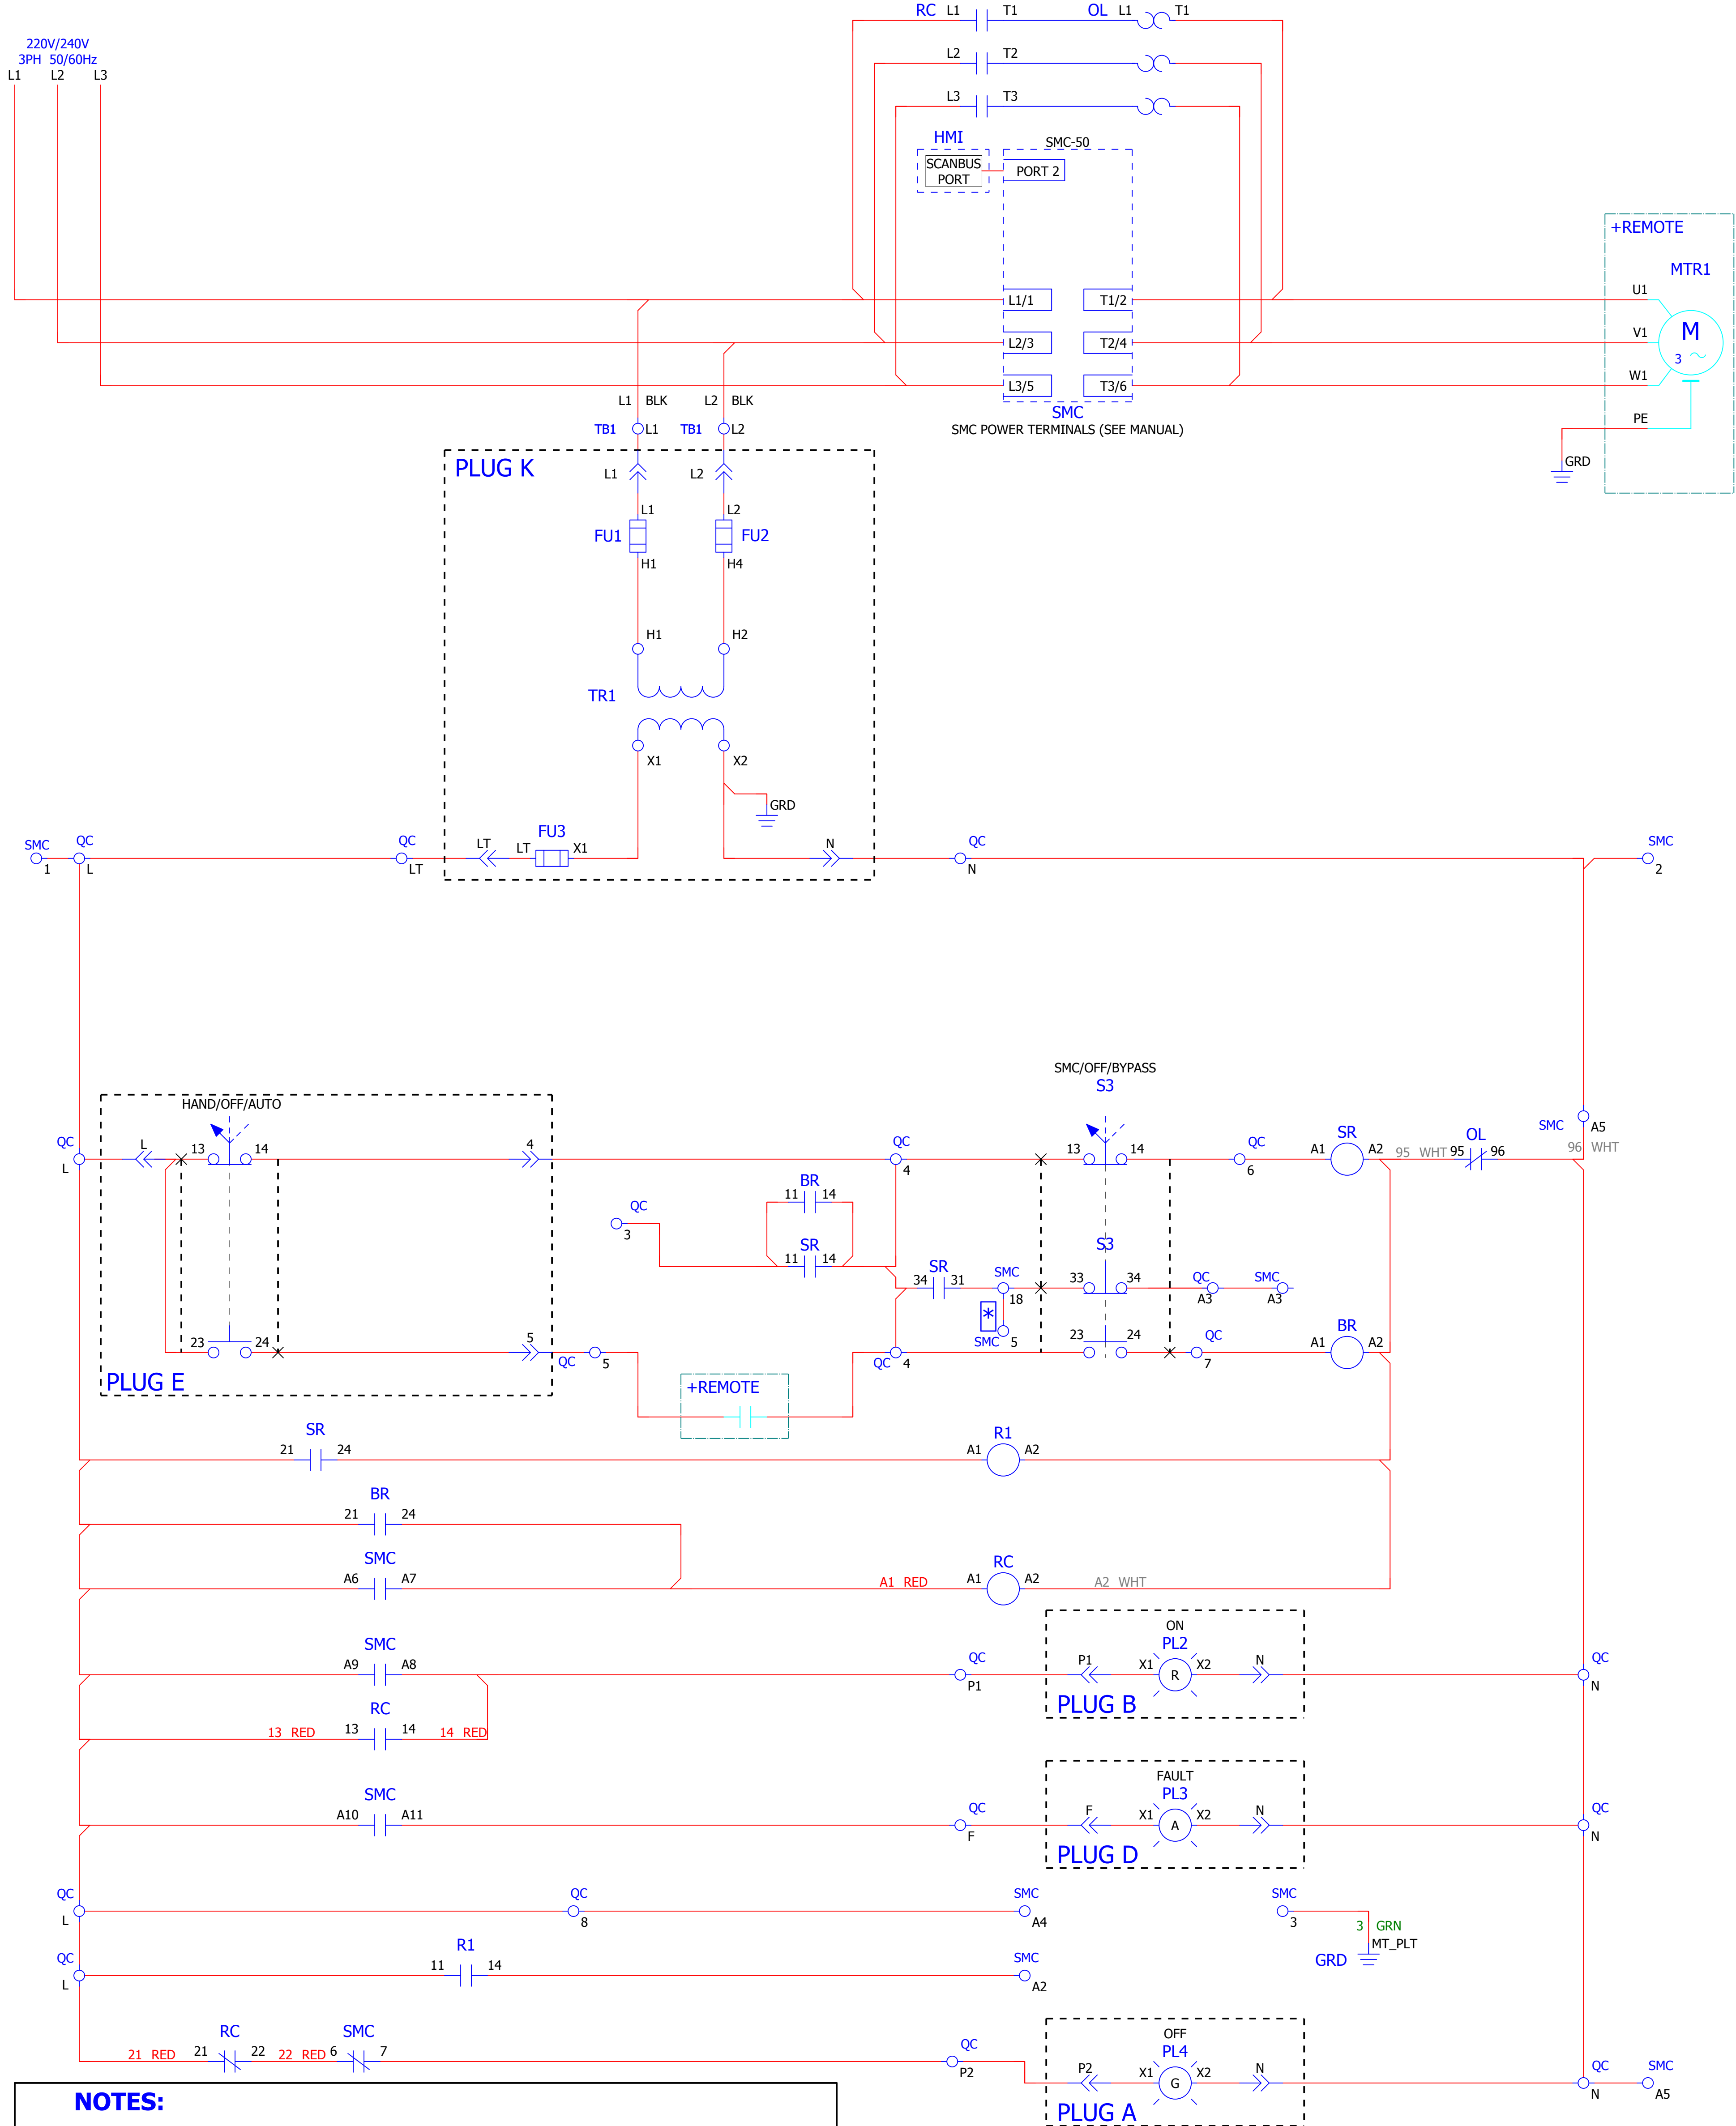 RC L1 T1 OL L1 T1
220V/240V
3PH 50/60Hz
L1 L2 L3
L2 T2
L3 T3
HMI
SMC-50
SCANBUS
PORT
PORT 2
+REMOTE
MTR1
L1/1 T1/2 U1
L2/3 T2/4 V1
M
3
L3/5 T3/6 W1
L1 BLK L2 BLK
SMC
SMC POWER TERMINALS (SEE MANUAL)
PE
GRD
TB1 L1 TB1 L2
PLUG K
L1 L2
L1 L2
FU1 FU2
H1 H4
H1 H2
TR1
X1 X2
GRD
SMC QC QC LT LT FU3 X1 N QC SMC
1 L LT N 2
SMC/OFF/BYPASS
S3
HAND/OFF/AUTO
SMC A5
QC L 13 14 4 QC 13 14 QC SR OL
L 4 6 A1 A2 95 WHT 95 96 96 WHT
BR
11 14
QC
3
SR
11 14
S3
SR
34 31 SMC 33 34 QC SMC
18 A3 A3
*
SMC 5
23 24 5 QC 5 QC 4 23 24 QC 7 BR A1 A2
PLUG E
+REMOTE
SR
21 24
R1
A1 A2
BR
21 24
SMC
A6 A7
A1 RED
RC
A1 A2
A2 WHT
SMC
A9 A8
QC
P1
ON
PL2
P1 X1 R X2 N
PLUG B
QC
N
RC
13 RED 13 14 14 RED
SMC
A10 A11
QC
F
FAULT
PL3
F X1 A X2 N
PLUG D
QC
N
QC
L
QC
8
SMC
A4
SMC
3
3 GRN
MT_PLT
GRD
QC
L
R1
11 14
SMC
A2
RC SMC
21 RED 21 22 22 RED 6 7
QC
P2
OFF
PL4
P2 X1 G X2 N
PLUG A
QC SMC
N A5
NOTES: